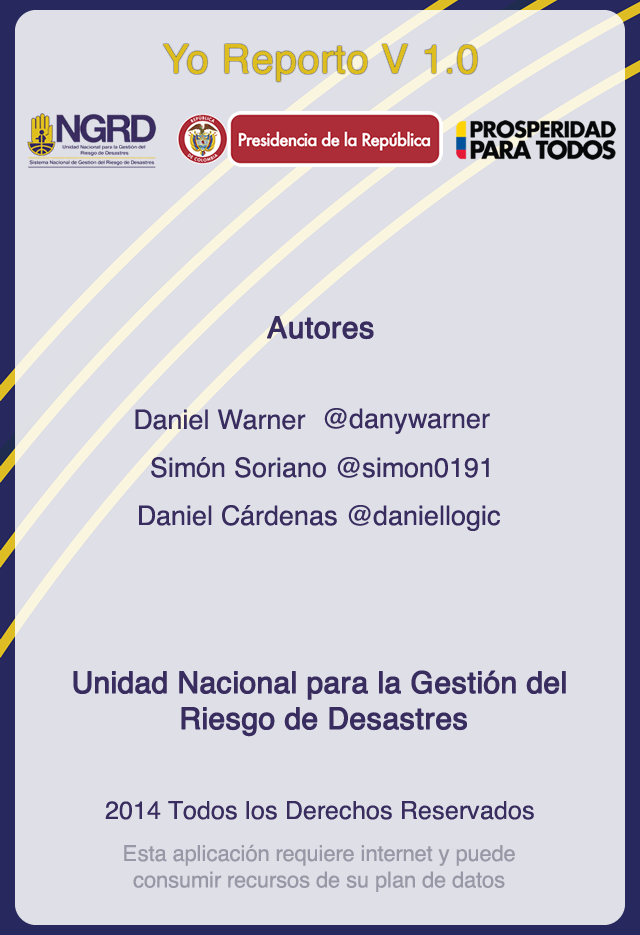 Yo Reporto V 1.0
NGRD
Unidad Nacional para la Gestión del
Riesgo de Desastres
Sistema Nacional de Gestión del Riesgo de Desastres
REPÚBLICA
DE COLOMBIA
Presidencia de la República
PROSPERIDAD
PARA TODOS
Autores
Daniel Warner @danywarner
Simón Soriano @simon0191
Daniel Cárdenas @daniellogic
Unidad Nacional para la Gestión del
Riesgo de Desastres
2014 Todos los Derechos Reservados
Esta aplicación requiere internet y puede
consumir recursos de su plan de datos